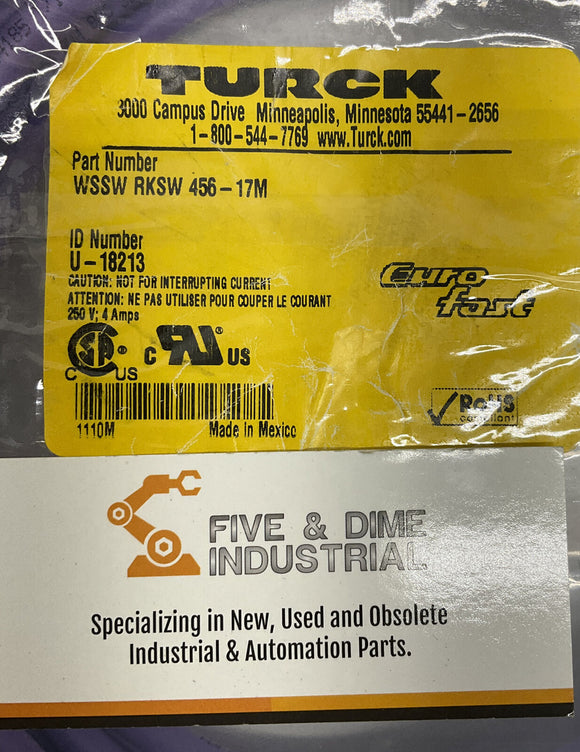 TURCK
3000 Campus Drive Minneapolis, Minnesota 55441-2656
1-800-544-7769 www.Turck.com
Part Number
WSSW RKSW 456-17M
ID Number
U-18213
CAUTION: NOT FOR INTERRUPTING CURRENT
ATTENTION: NE PAS UTILISER POUR COUPER LE COURANT
250 V; 4 Amps
Euro
fast
C SA ® US
C UR US
1110M
Made in Mexico
RoHS
compliant
FIVE & DIME
INDUSTRIAL
Specializing in New, Used and Obsolete
Industrial & Automation Parts.